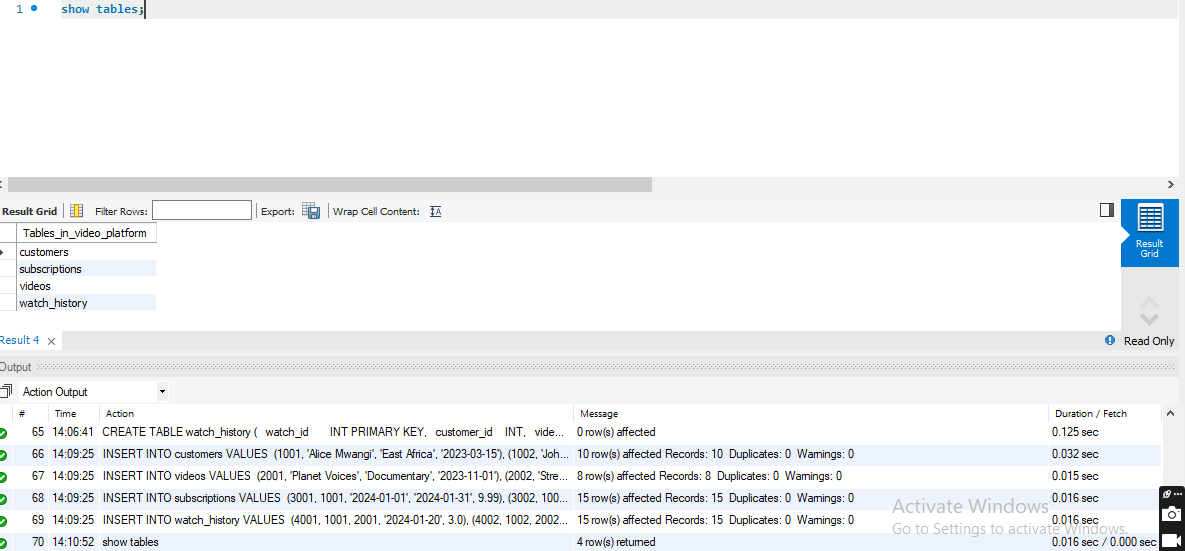 1 show tables;
Result Grid Filter Rows: Export: Wrap Cell Content: IA
Tables_in_video_platform
customers
subscriptions
videos
watch_history
Result
Grid
Result 4 Read Only
Output
Action Output
# Time Action Message Duration / Fetch
65 14:06:41 CREATE TABLE watch_history ( watch_id INT PRIMARY KEY, customer_id INT, vide... 0 row(s) affected 0.125 sec
66 14:09:25 INSERT INTO customers VALUES (1001, 'Alice Mwangi', 'East Africa', '2023-03-15'), (1002, 'Joh... 10 row(s) affected Records: 10 Duplicates: 0 Warnings: 0 0.032 sec
67 14:09:25 INSERT INTO videos VALUES (2001, 'Planet Voices', 'Documentary', '2023-11-01'), (2002, 'Stre... 8 row(s) affected Records: 8 Duplicates: 0 Warnings: 0 0.015 sec
68 14:09:25 INSERT INTO subscriptions VALUES (3001, 1001, '2024-01-01', '2024-01-31', 9.99), (3002, 100... 15 row(s) affected Records: 15 Duplicates: 0 Warnings: 0 0.016 sec
69 14:09:25 INSERT INTO watch_history VALUES (4001, 1001, 2001, '2024-01-20', 3.0), (4002, 1002, 2002... 15 row(s) affected Records: 15 Duplicates: 0 Warnings: 0 0.016 sec
70 14:10:52 show tables 4 row(s) returned 0.016 sec / 0.000 sec
Activate Windows
Go to Settings to activate Windows.